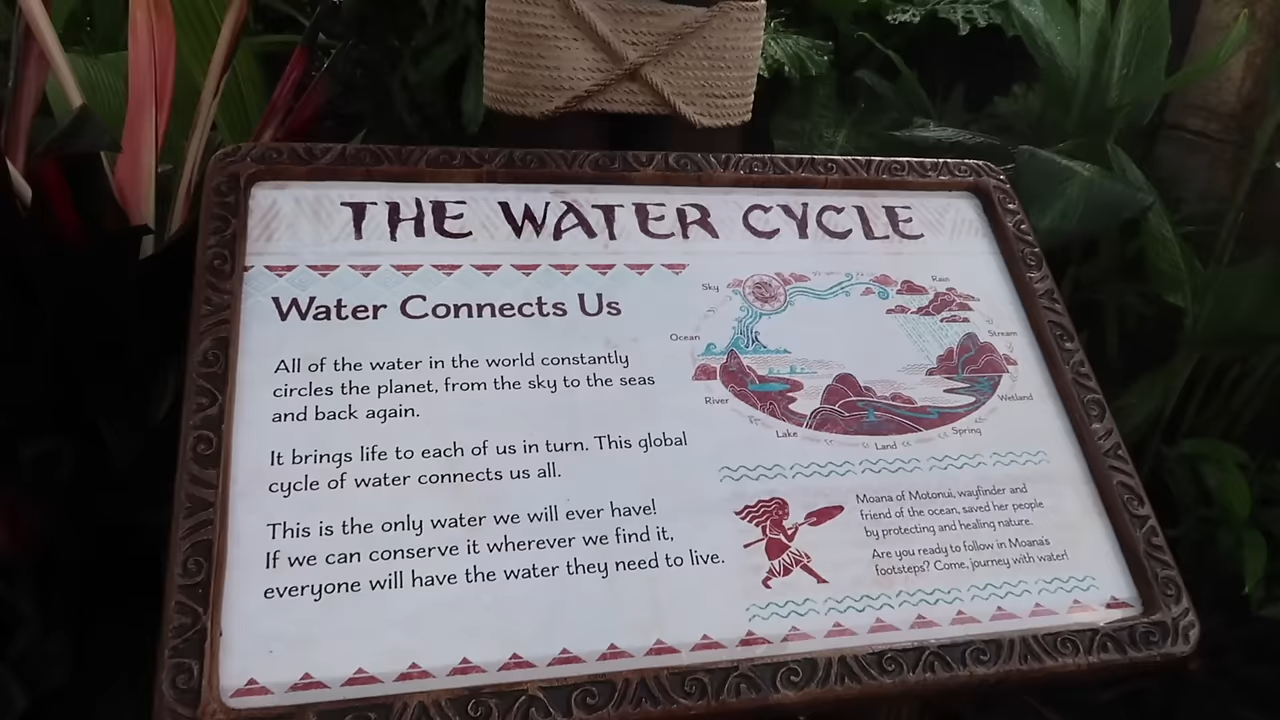 THE WATER CYCLE
Water Connects Us
All of the water in the world constantly
circles the planet, from the sky to the seas
and back again.
It brings life to each of us in turn. This global
cycle of water connects us all.
This is the only water we will ever have!
If we can conserve it wherever we find it,
everyone will have the water they need to live.
Sky
Rain
Ocean
Stream
River
Wetland
Lake
Spring
Land
Moana of Motonui, wayfinder and
friend of the ocean, saved her people
by protecting and healing nature.
Are you ready to follow in Moana's
footsteps? Come, journey with water!